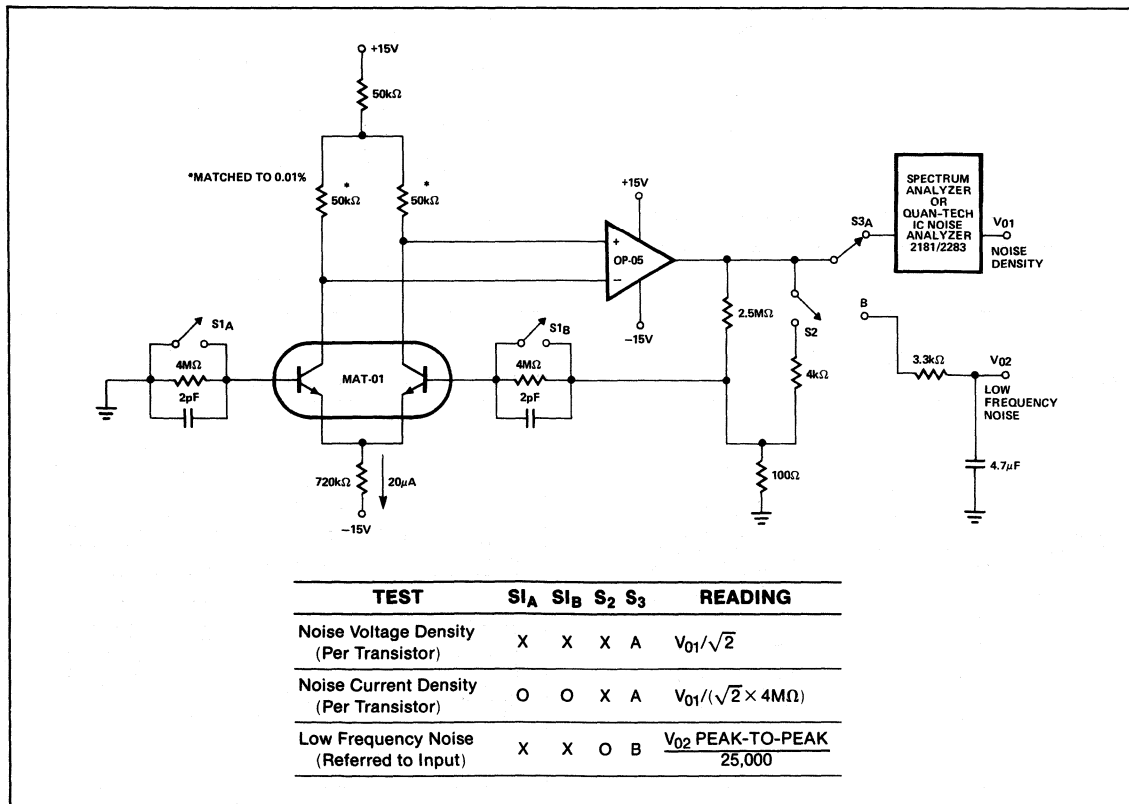 +15V
50kΩ
*MATCHED TO 0.01%
*
50kΩ
*
50kΩ
+15V
+
OP-05
−
−15V
S3A
SPECTRUM
ANALYZER
OR
QUAN-TECH
IC NOISE
ANALYZER
2181/2283
V01
NOISE
DENSITY
S1A
4MΩ
2pF
MAT-01
S1B
4MΩ
2pF
2.5MΩ
S2
4kΩ
B
3.3kΩ
V02
LOW
FREQUENCY
NOISE
720kΩ
20μA
−15V
100Ω
4.7μF
TEST SIA SIB S2 S3 READING
Noise Voltage Density
(Per Transistor) X X X A V01/√2
Noise Current Density
(Per Transistor) O O X A V01/(√2 × 4MΩ)
Low Frequency Noise
(Referred to Input) X X O B V02 PEAK-TO-PEAK
25,000